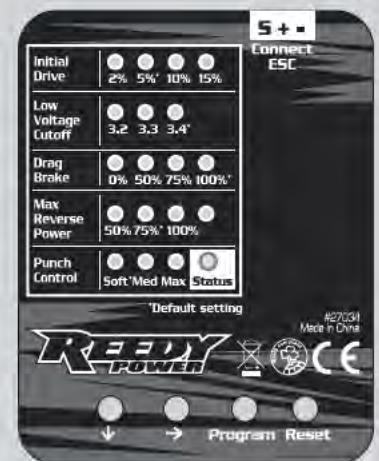 S + -
Connect
ESC
Initial
Drive
2% 5%* 10% 15%
Low
Voltage
Cutoff
3.2 3.3 3.4*
Drag
Brake
0% 50% 75% 100%*
Max
Reverse
Power
50% 75%* 100%
Punch
Control
Soft* Med Max Status
*Default setting
#27034
Made in China
REEDY
POWER
CE
↓ → Program Reset